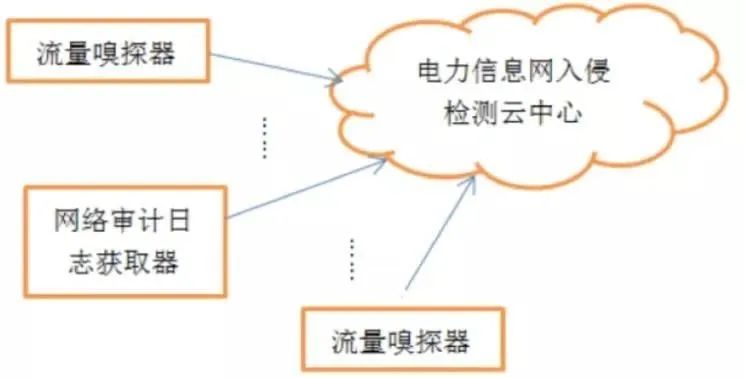 流量嗅探器
电力信息网入侵
检测云中心
网络审计日
志获取器
流量嗅探器